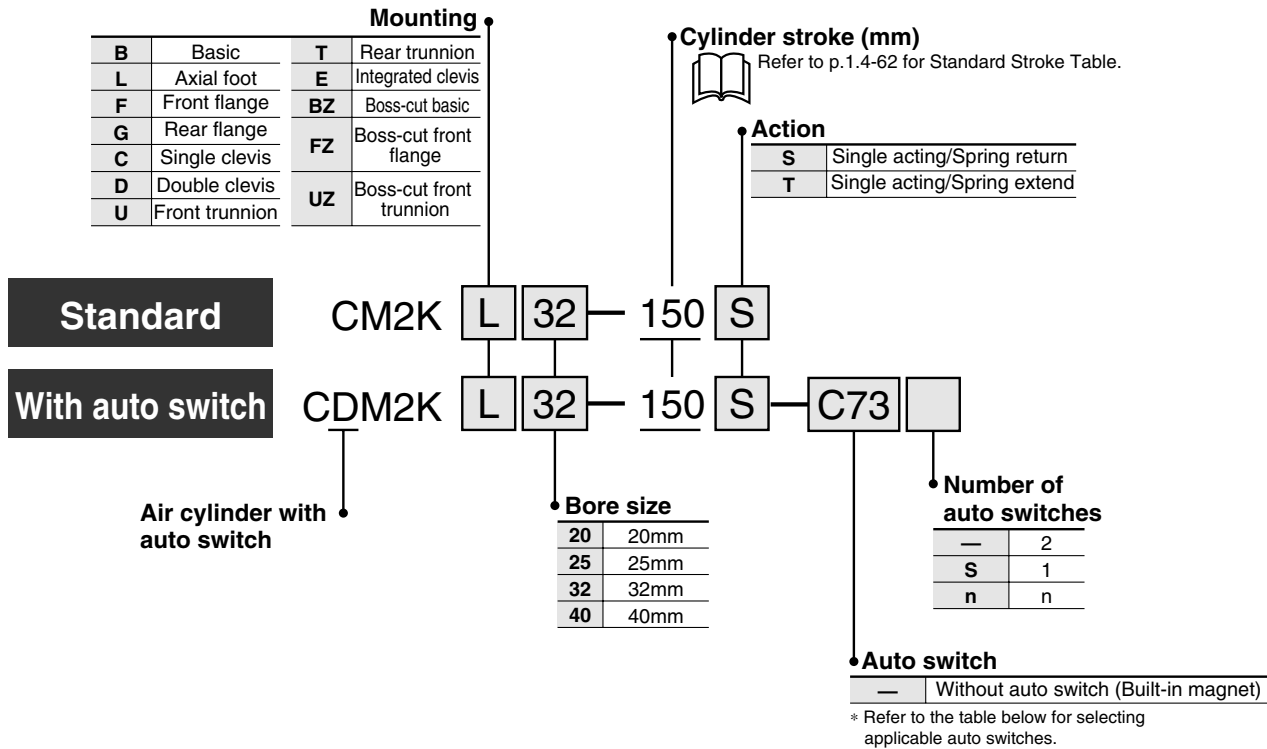 Mounting
B Basic T Rear trunnion
L Axial foot E Integrated clevis
F Front flange BZ Boss-cut basic
G Rear flange FZ Boss-cut front flange
C Single clevis
D Double clevis UZ Boss-cut front trunnion
U Front trunnion
Cylinder stroke (mm)
Refer to p.1.4-62 for Standard Stroke Table.
Action
S Single acting/Spring return
T Single acting/Spring extend
Standard CM2K L 32 — 150 S
With auto switch CDM2K L 32 — 150 S — C73
Air cylinder with
auto switch
Bore size
20 20mm
25 25mm
32 32mm
40 40mm
Number of
auto switches
— 2
S 1
n n
Auto switch
— Without auto switch (Built-in magnet)
* Refer to the table below for selecting
applicable auto switches.